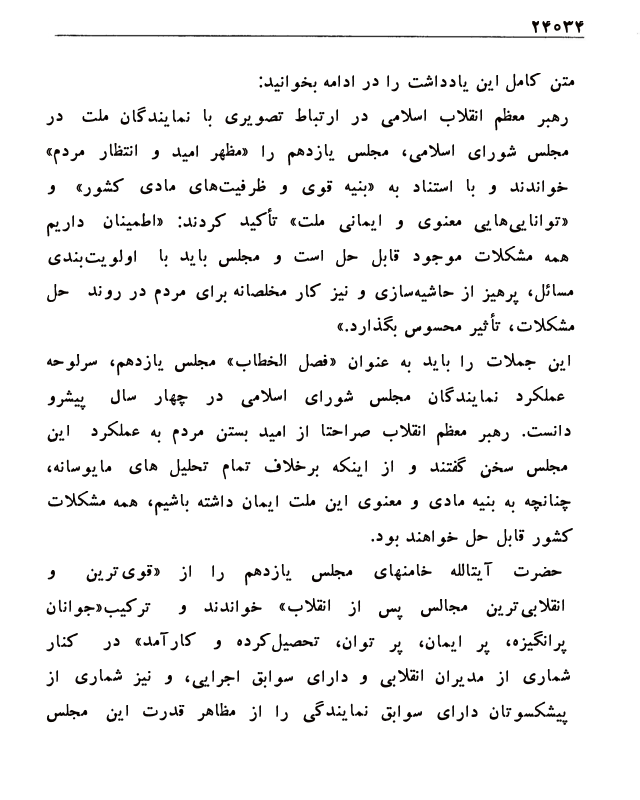 ۲۴۰۳۴
متن کامل این یادداشت را در ادامه بخوانید:
رهبر معظم انقلاب اسلامی در ارتباط تصویری با نمایندگان ملت در
مجلس شورای اسلامی، مجلس یازدهم را «مظهر امید و انتظار مردم»
خواندند و با استناد به «بنیه قوی و ظرفیت‌های مادی کشور» و
«توانایی‌هایی معنوی و ایمانی ملت» تأکید کردند: «اطمینان داریم
همه مشکلات موجود قابل حل است و مجلس باید با اولویت‌بندی
مسائل، پرهیز از حاشیه‌سازی و نیز کار مخلصانه برای مردم در روند حل
مشکلات، تأثیر محسوس بگذارد.»
این جملات را باید به عنوان «فصل الخطاب» مجلس یازدهم، سرلوحه
عملکرد نمایندگان مجلس شورای اسلامی در چهار سال پیشرو
دانست. رهبر معظم انقلاب صراحتا از امید بستن مردم به عملکرد این
مجلس سخن گفتند و از اینکه برخلاف تمام تحلیل های مایوسانه،
چنانچه به بنیه مادی و معنوی این ملت ایمان داشته باشیم، همه مشکلات
کشور قابل حل خواهند بود.
حضرت آیتالله خامنهای مجلس یازدهم را از «قوی‌ترین و
انقلابی‌ترین مجالس پس از انقلاب» خواندند و ترکیب«جوانان
پرانگیزه، پر ایمان، پر توان، تحصیل‌کرده و کارآمد» در کنار
شماری از مدیران انقلابی و دارای سوابق اجرایی، و نیز شماری از
پیشکسوتان دارای سوابق نمایندگی را از مظاهر قدرت این مجلس